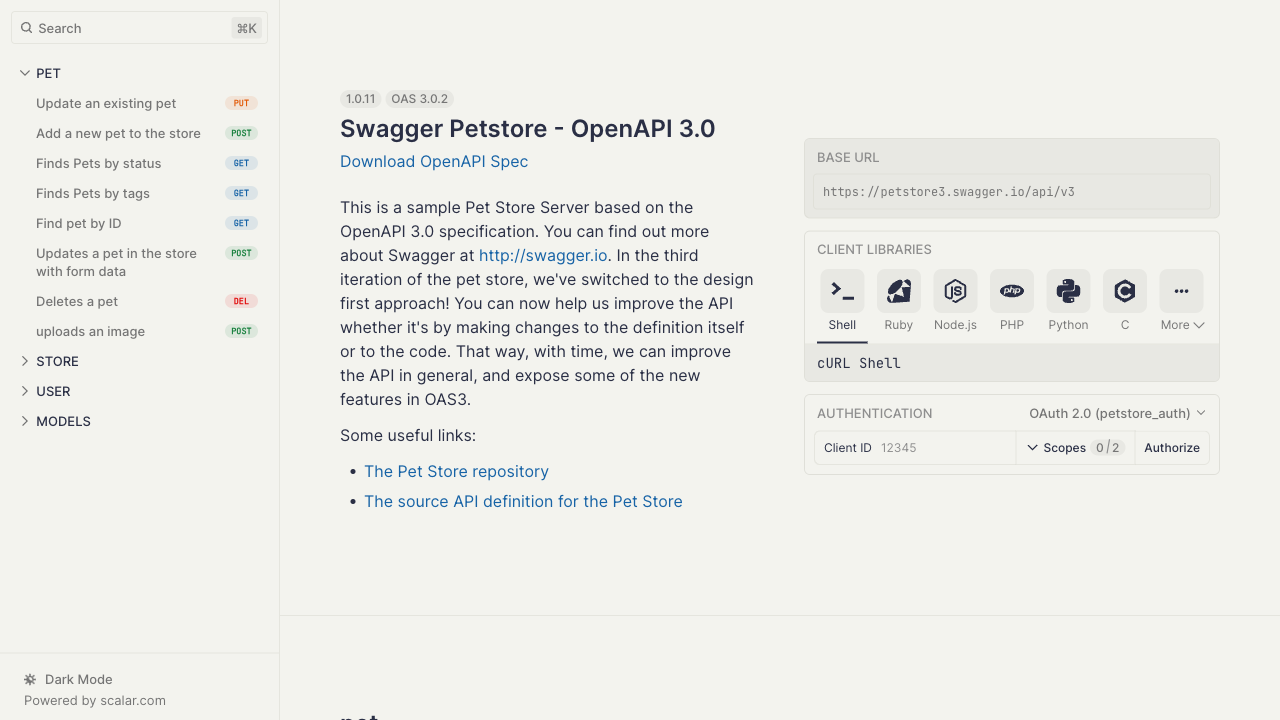 Search
⌘K
PET
Update an existing pet PUT
Add a new pet to the store POST
Finds Pets by status GET
Finds Pets by tags GET
Find pet by ID GET
Updates a pet in the store POST
with form data
Deletes a pet DEL
uploads an image POST
STORE
USER
MODELS
Dark Mode
Powered by scalar.com
1.0.11 OAS 3.0.2
Swagger Petstore - OpenAPI 3.0
Download OpenAPI Spec
This is a sample Pet Store Server based on the
OpenAPI 3.0 specification. You can find out more
about Swagger at http://swagger.io. In the third
iteration of the pet store, we've switched to the design
first approach! You can now help us improve the API
whether it's by making changes to the definition itself
or to the code. That way, with time, we can improve
the API in general, and expose some of the new
features in OAS3.
Some useful links:
• The Pet Store repository
• The source API definition for the Pet Store
BASE URL
https://petstore3.swagger.io/api/v3
CLIENT LIBRARIES
JS php C
Shell Ruby Node.js PHP Python C More
cURL Shell
AUTHENTICATION OAuth 2.0 (petstore_auth)
Client ID 12345 Scopes 0/2 Authorize